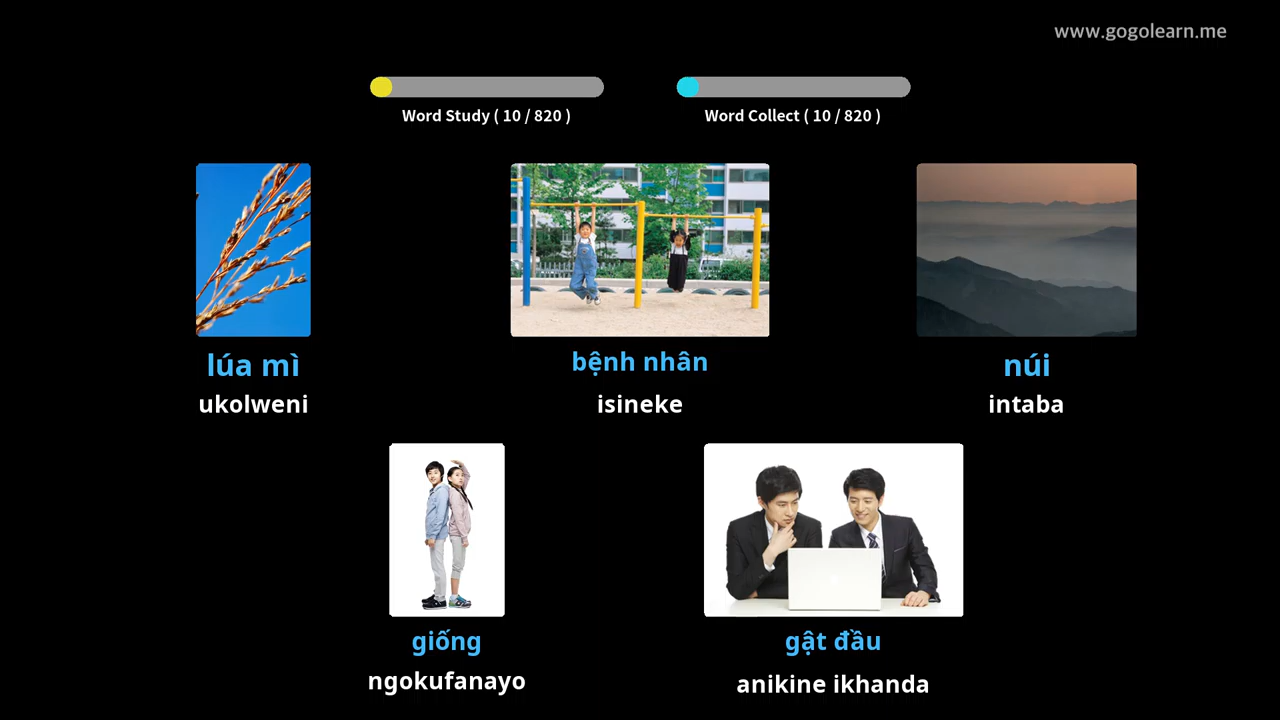 www.gogolearn.me
Word Study ( 10 / 820 )
Word Collect ( 10 / 820 )
lúa mì
ukolweni
bệnh nhân
isineke
núi
intaba
giống
ngokufanayo
gật đầu
anikine ikhanda